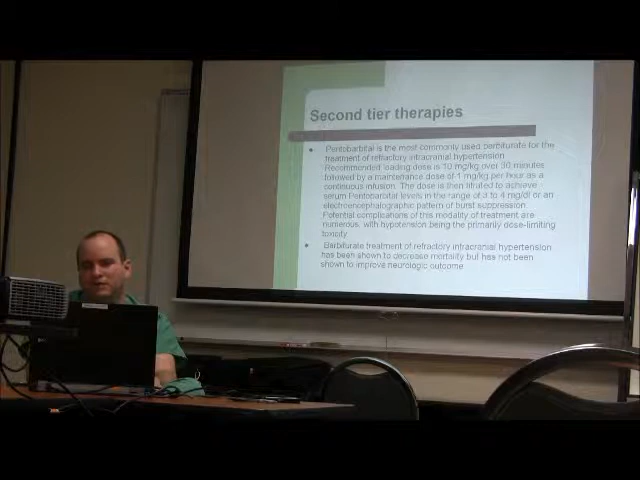 Second tier therapies
Pentobarbital is the most commonly used barbiturate for the
treatment of refractory intracranial hypertension
Recommended loading dose is 10 mg/kg over 30 minutes
followed by a maintenance dose of 1 mg/kg per hour as a
continuous infusion. The dose is then titrated to achieve
serum Pentobarbital levels in the range of 3 to 4 mg/dl or an
electroencephalographic pattern of burst suppression.
Potential complications of this modality of treatment are
numerous, with hypotension being the primarily dose-limiting
toxicity
Barbiturate treatment of refractory intracranial hypertension
has been shown to decrease mortality but has not been
shown to improve neurologic outcome